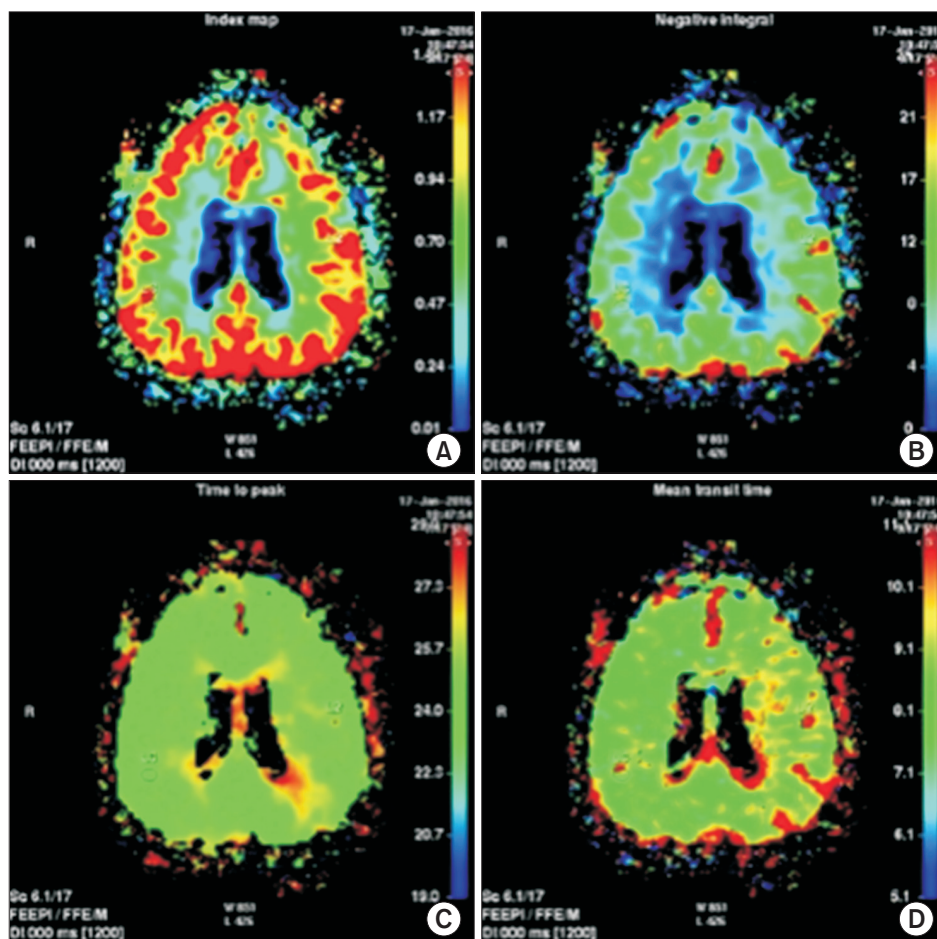 Index map
17-Jan-2016
1.17
0.94
0.70
R
0.47
0.24
0.01
Sc 6.1/17
FEEPI / FFE/M
W 851
L 426
A
Negative integral
21
17
12
R
4
0
Sc 6.1/17
FEEPI / FFE/M
W 851
L 426
B
Time to peak
17-Jan-2016
27.3
25.7
24.0
R
22.3
20.7
19.0
Sc 6.1/17
FEEPI / FFE/M
W 851
L 426
C
Mean transit time
10.1
9.1
8.1
R
7.1
6.1
5.1
Sc 6.1/17
FEEPI / FFE/M
W 851
L 426
D